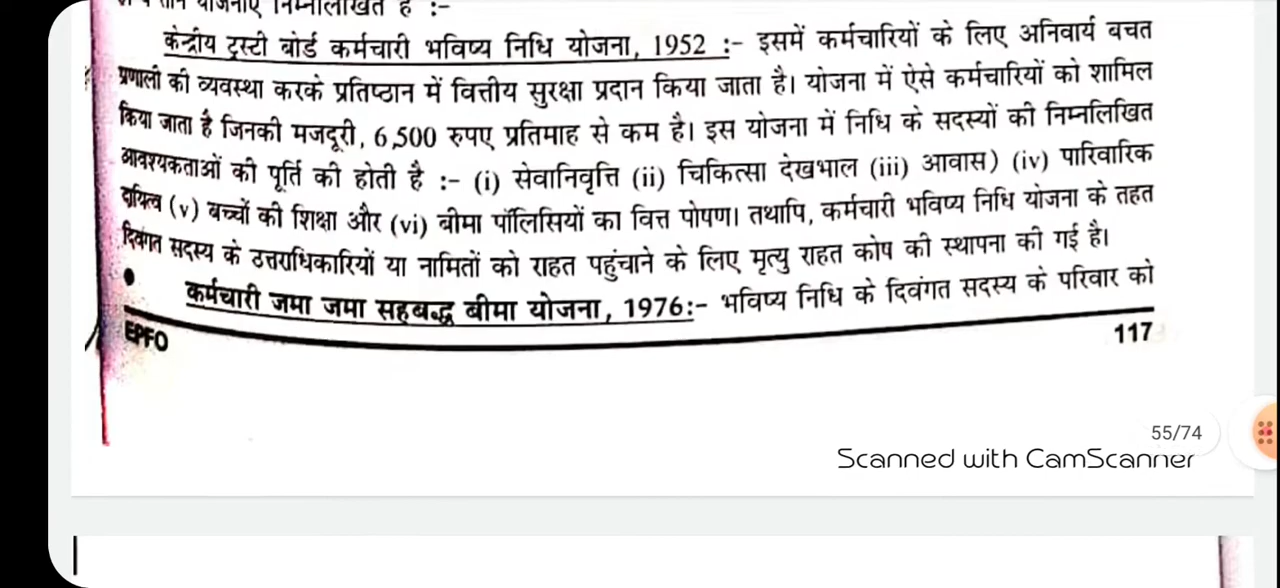 योजनाएं निम्नलिखित हैं :-
केन्द्रीय ट्रस्टी बोर्ड कर्मचारी भविष्य निधि योजना, 1952 :- इसमें कर्मचारियों के लिए अनिवार्य बचत
प्रणाली की व्यवस्था करके प्रतिष्ठान में वित्तीय सुरक्षा प्रदान किया जाता है। योजना में ऐसे कर्मचारियों को शामिल
किया जाता है जिनकी मजदूरी, 6,500 रुपए प्रतिमाह से कम है। इस योजना में निधि के सदस्यों की निम्नलिखित
आवश्यकताओं की पूर्ति की होती है :- (i) सेवानिवृत्ति (ii) चिकित्सा देखभाल (iii) आवास) (iv) पारिवारिक
दायित्व (v) बच्चों की शिक्षा और (vi) बीमा पॉलिसियों का वित्त पोषण। तथापि, कर्मचारी भविष्य निधि योजना के तहत
दिवंगत सदस्य के उत्तराधिकारियों या नामितों को राहत पहुंचाने के लिए मृत्यु राहत कोष की स्थापना की गई है।
● कर्मचारी जमा जमा सहबद्ध बीमा योजना, 1976:- भविष्य निधि के दिवंगत सदस्य के परिवार को
EPFO 117
55/74
Scanned with CamScanner